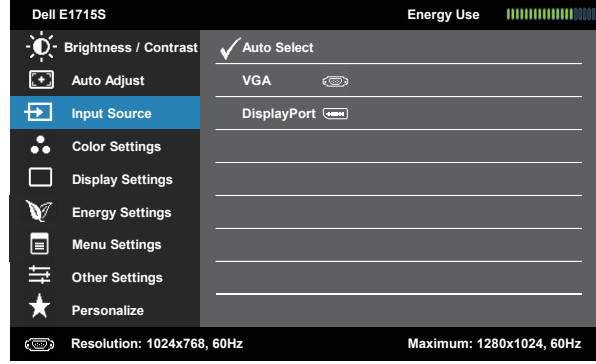 Dell E1715S Energy Use
Brightness / Contrast Auto Select
Auto Adjust VGA
Input Source DisplayPort
Color Settings
Display Settings
Energy Settings
Menu Settings
Other Settings
Personalize
Resolution: 1024x768, 60Hz Maximum: 1280x1024, 60Hz